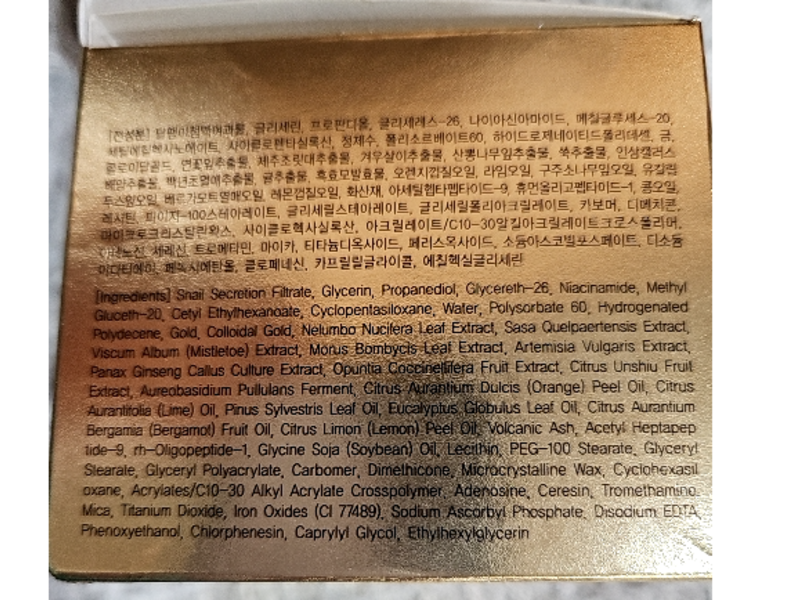 [전성분] 달팽이점액여과물, 글리세린, 프로판디올, 글리세레스-26, 나이아신아마이드, 메칠글루세스-20,
세틸에틸헥사노에이트, 사이클로펜타실록산, 정제수, 폴리소르베이트60, 하이드로제네이티드폴리데센, 금,
콜로이달골드, 연꽃잎추출물, 제주조릿대추출물, 겨우살이추출물, 산뽕나무잎추출물, 쑥추출물, 인삼캘러스
배양추출물, 백년초열매추출물, 귤추출물, 흑효모발효물, 오렌지껍질오일, 라임오일, 구주소나무잎오일, 유칼립
투스잎오일, 베르가모트열매오일, 레몬껍질오일, 화산재, 아세틸헵타펩타이드-9, 휴먼올리고펩타이드-1, 콩오일,
레시틴, 피이지-100스테아레이트, 글리세릴스테아레이트, 글리세릴폴리아크릴레이트, 카보머, 디메치콘,
마이크로크리스탈린왁스, 사이클로헥사실록산, 아크릴레이트/C10-30알킬아크릴레이트크로스폴리머,
아데노신, 세레신, 트로메타민, 마이카, 티타늄디옥사이드, 페릭스옥사이드, 소듐아스코빌포스페이트, 디소듐
이디티에이, 페녹시에탄올, 클로페네신, 카프릴릴글라이콜, 에칠헥실글리세린
[Ingredients] Snail Secretion Filtrate, Glycerin, Propanediol, Glycereth-26, Niacinamide, Methyl
Gluceth-20, Cetyl Ethylhexanoate, Cyclopentasiloxane, Water, Polysorbate 60, Hydrogenated
Polydecene, Gold, Colloidal Gold, Nelumbo Nucifera Leaf Extract, Sasa Quelpaertensis Extract,
Viscum Album (Mistletoe) Extract, Morus Bombycis Leaf Extract, Artemisia Vulgaris Extract,
Panax Ginseng Callus Culture Extract, Opuntia Coccinellifera Fruit Extract, Citrus Unshiu Fruit
Extract, Aureobasidium Pullulans Ferment, Citrus Aurantium Dulcis (Orange) Peel Oil, Citrus
Aurantifolia (Lime) Oil, Pinus Sylvestris Leaf Oil, Eucalyptus Globulus Leaf Oil, Citrus Aurantium
Bergamia (Bergamot) Fruit Oil, Citrus Limon (Lemon) Peel Oil, Volcanic Ash, Acetyl Heptapep
tide-9, rh-Oligopeptide-1, Glycine Soja (Soybean) Oil, Lecithin, PEG-100 Stearate, Glyceryl
Stearate, Glyceryl Polyacrylate, Carbomer, Dimethicone, Microcrystalline Wax, Cyclohexasil
oxane, Acrylates/C10-30 Alkyl Acrylate Crosspolymer, Adenosine, Ceresin, Tromethamine,
Mica, Titanium Dioxide, Iron Oxides (CI 77489), Sodium Ascorbyl Phosphate, Disodium EDTA
Phenoxyethanol, Chlorphenesin, Caprylyl Glycol, Ethylhexylglycerin